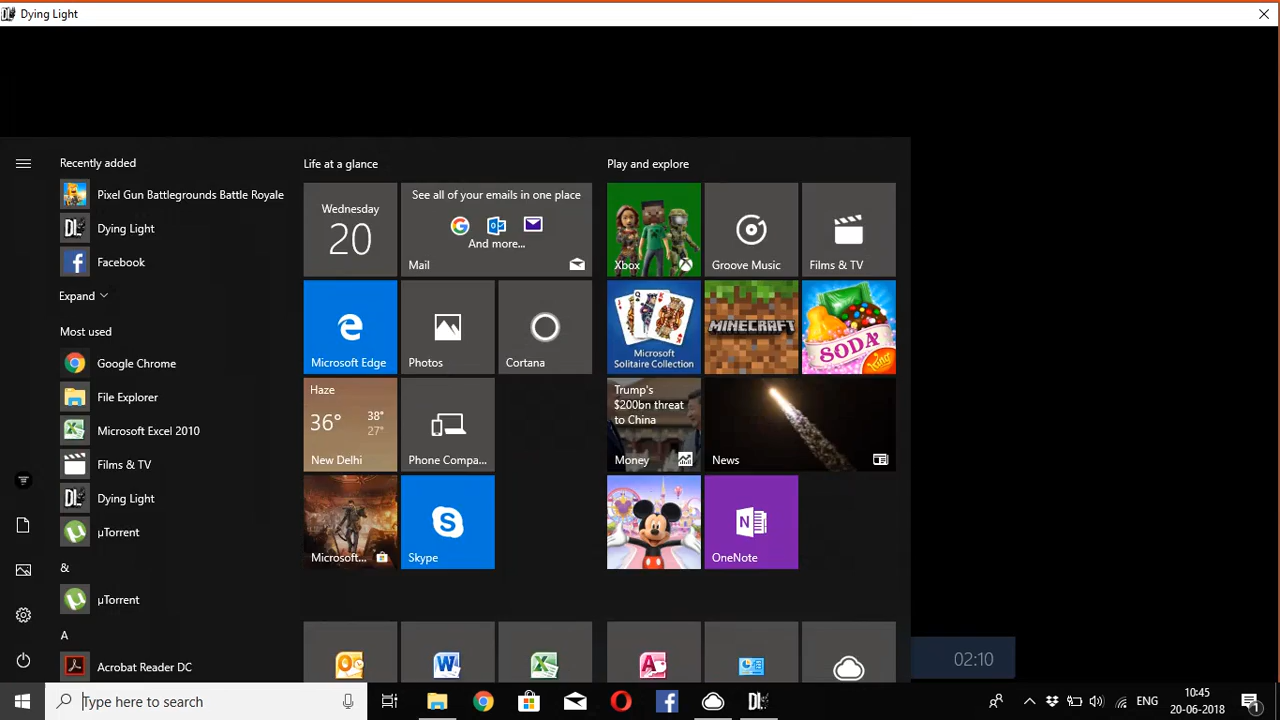 Dying Light
Recently added
Pixel Gun Battlegrounds Battle Royale
Dying Light
Facebook
Expand
Most used
Google Chrome
File Explorer
Microsoft Excel 2010
Films & TV
Dying Light
µTorrent
&
µTorrent
A
Acrobat Reader DC
Life at a glance
Wednesday
20
See all of your emails in one place
And more...
Mail
Microsoft Edge
Photos
Cortana
Haze
36°
38°
27°
New Delhi
Phone Compa...
Microsoft...
Skype
Play and explore
Xbox
Groove Music
Films & TV
Microsoft
Solitaire Collection
MINECRAFT
SODA
King
Trump's
$200bn threat
to China
Money
News
OneNote
02:10
Type here to search
ENG
10:45
20-06-2018
1